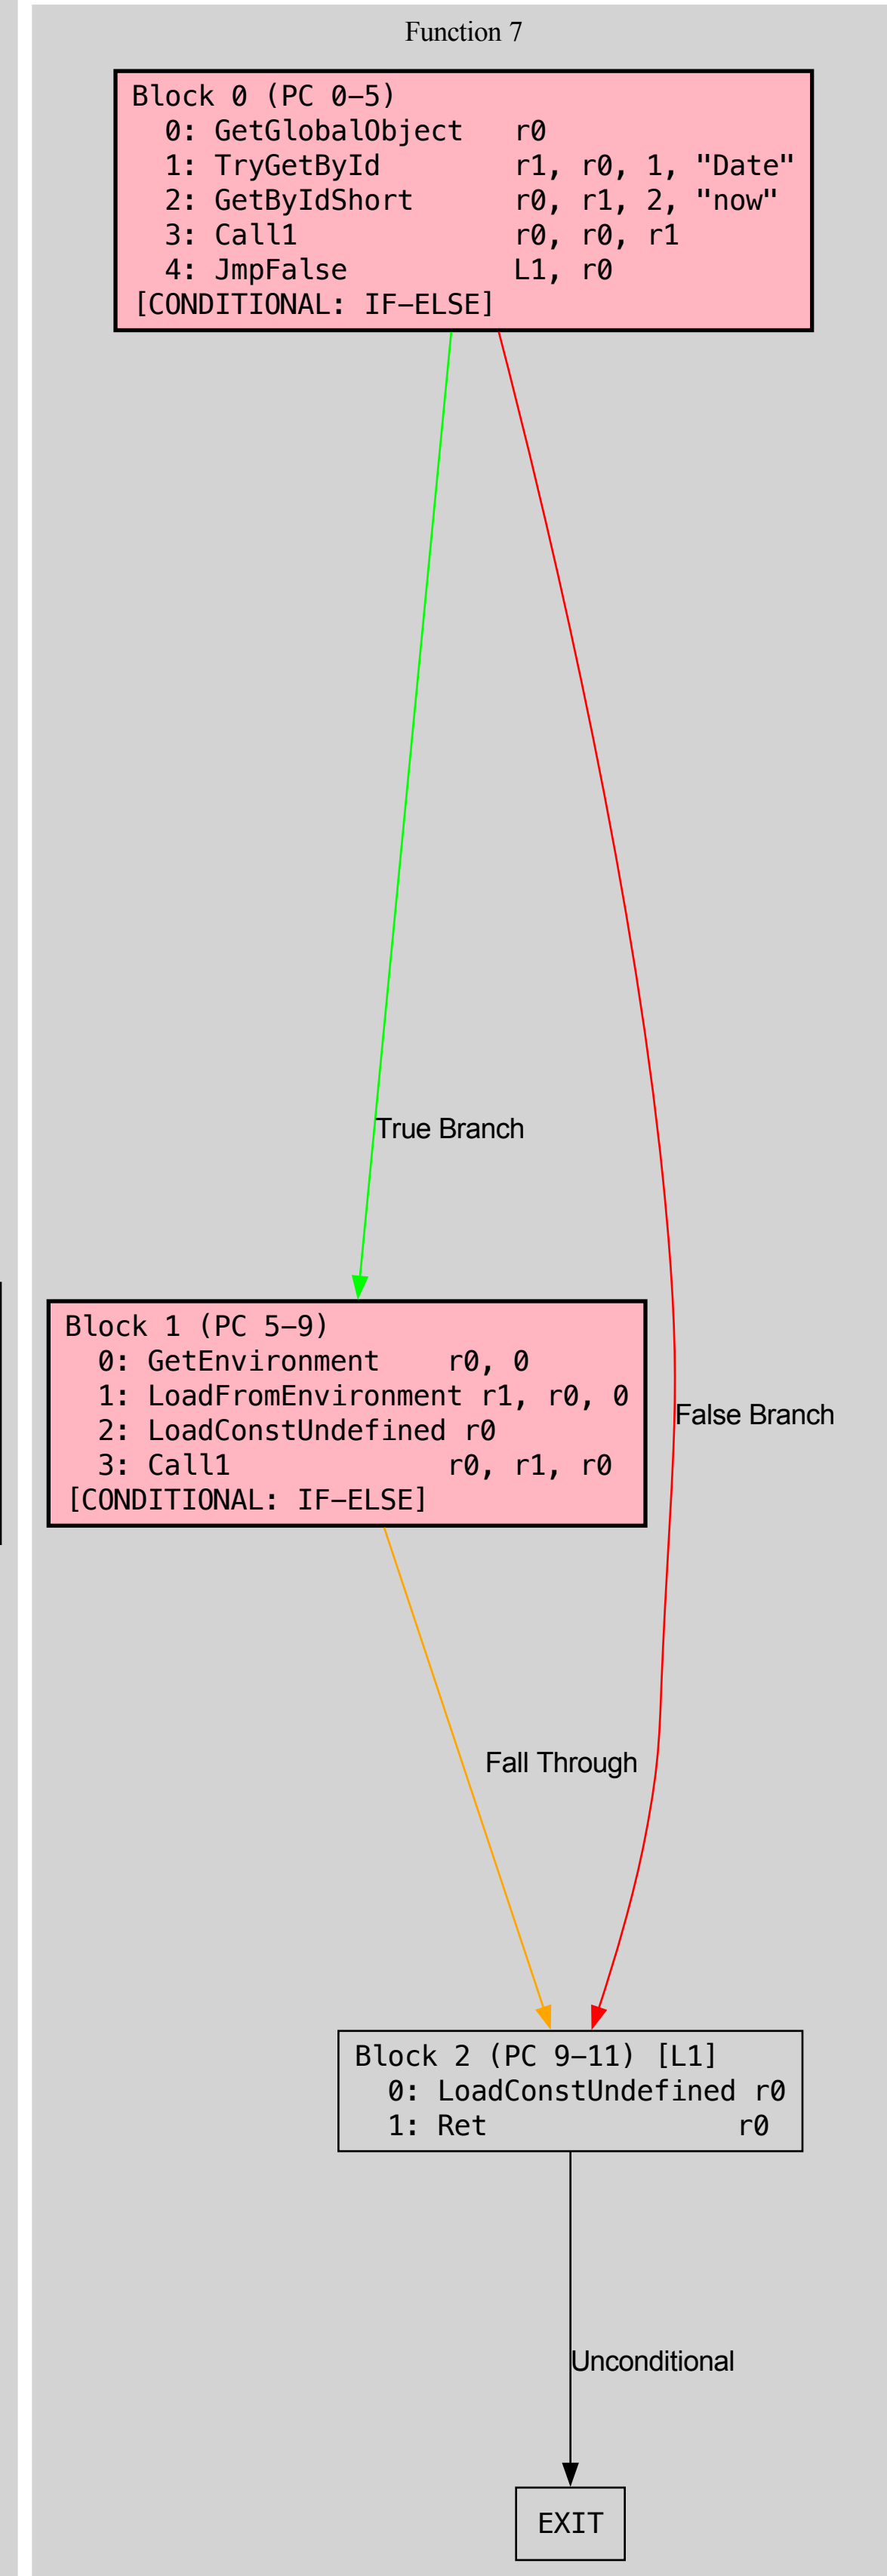 Function 7
Block 0 (PC 0–5)
  0: GetGlobalObject   r0
  1: TryGetById        r1, r0, 1, "Date"
  2: GetByIdShort      r0, r1, 2, "now"
  3: Call1             r0, r0, r1
  4: JmpFalse          L1, r0
[CONDITIONAL: IF–ELSE]
True Branch
Block 1 (PC 5–9)
  0: GetEnvironment    r0, 0
  1: LoadFromEnvironment r1, r0, 0
  2: LoadConstUndefined r0
  3: Call1             r0, r1, r0
[CONDITIONAL: IF–ELSE]
False Branch
Fall Through
Block 2 (PC 9–11) [L1]
  0: LoadConstUndefined r0
  1: Ret               r0
Unconditional
EXIT